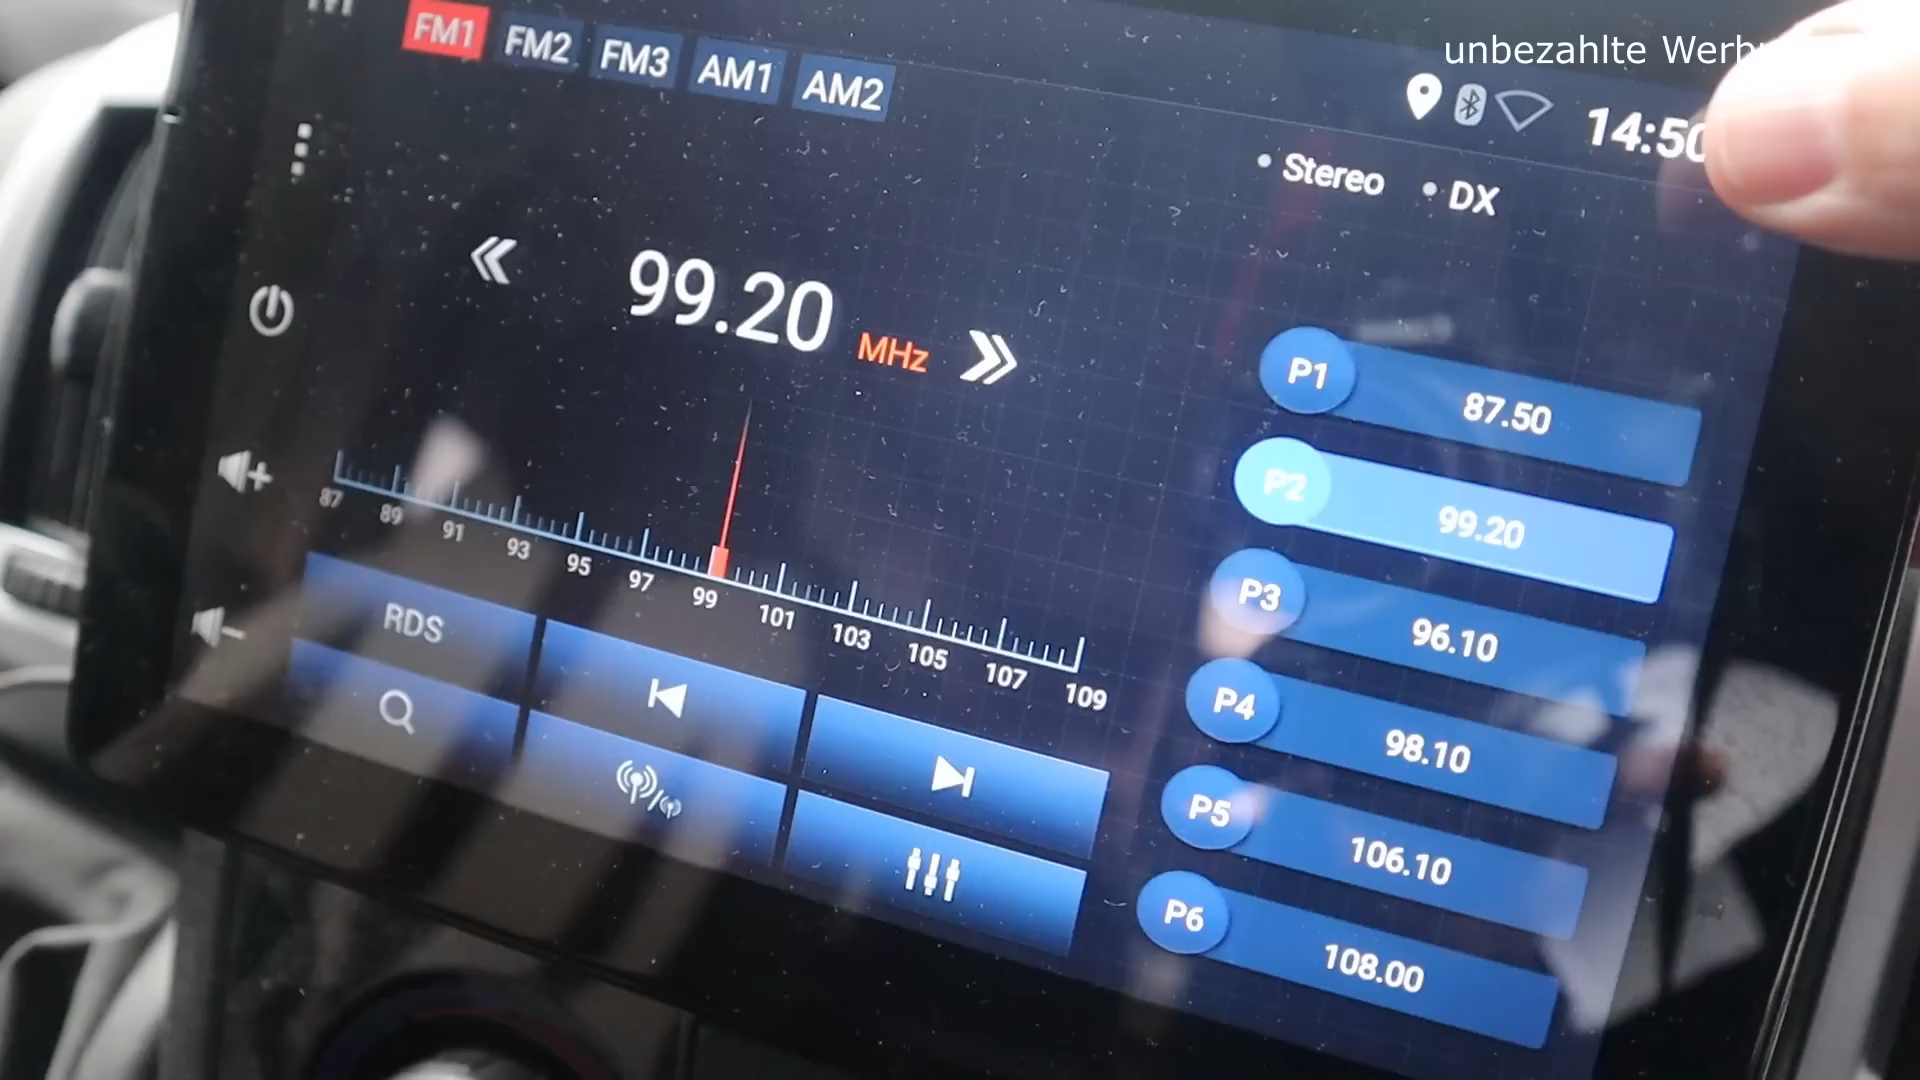 FM1 FM2 FM3 AM1 AM2
unbezahlte
14:50
Stereo DX
99.20 MHz
87 89 91 93 95 97 99 101 103 105 107 109
RDS
P1 87.50
P2 99.20
P3 96.10
P4 98.10
P5 106.10
P6 108.00